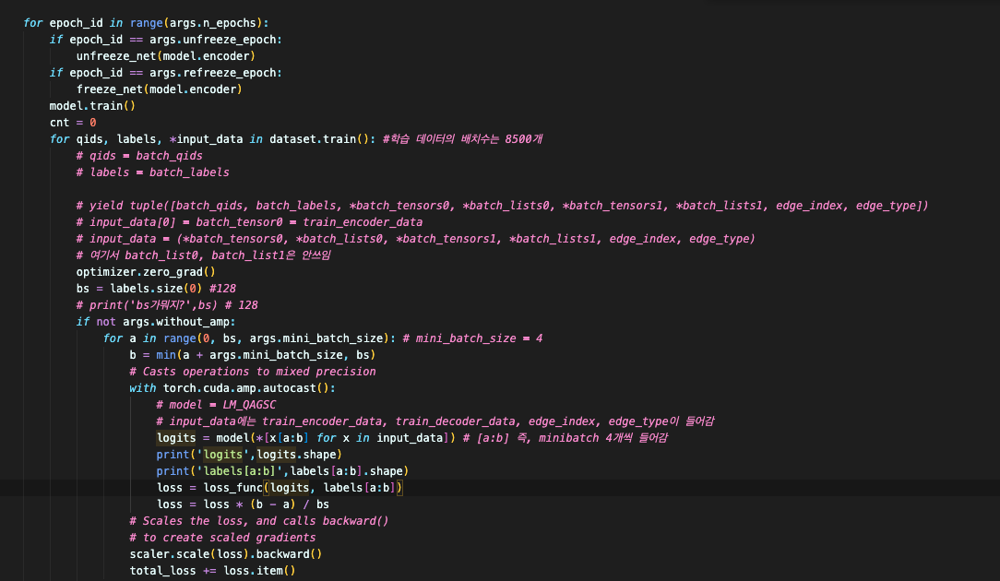 for epoch_id in range(args.n_epochs):
if epoch_id == args.unfreeze_epoch:
unfreeze_net(model.encoder)
if epoch_id == args.refreeze_epoch:
freeze_net(model.encoder)
model.train()
cnt = 0
for qids, labels, *input_data in dataset.train(): #학습 데이터의 배치수는 8500개
# qids = batch_qids
# labels = batch_labels
# yield tuple([batch_qids, batch_labels, *batch_tensors0, *batch_lists0, *batch_tensors1, *batch_lists1, edge_index, edge_type])
# input_data[0] = batch_tensor0 = train_encoder_data
# input_data = (*batch_tensors0, *batch_lists0, *batch_tensors1, *batch_lists1, edge_index, edge_type)
# 여기서 batch_list0, batch_list1은 안쓰임
optimizer.zero_grad()
bs = labels.size(0) #128
# print('bs가뭐지?',bs) # 128
if not args.without_amp:
for a in range(0, bs, args.mini_batch_size): # mini_batch_size = 4
b = min(a + args.mini_batch_size, bs)
# Casts operations to mixed precision
with torch.cuda.amp.autocast():
# model = LM_QAGSC
# input_data에는 train_encoder_data, train_decoder_data, edge_index, edge_type이 들어감
logits = model(*[x[a:b] for x in input_data]) # [a:b] 즉, minibatch 4개씩 들어감
print('logits',logits.shape)
print('labels[a:b]',labels[a:b].shape)
loss = loss_func(logits, labels[a:b])
loss = loss * (b - a) / bs
# Scales the loss, and calls backward()
# to create scaled gradients
scaler.scale(loss).backward()
total_loss += loss.item()